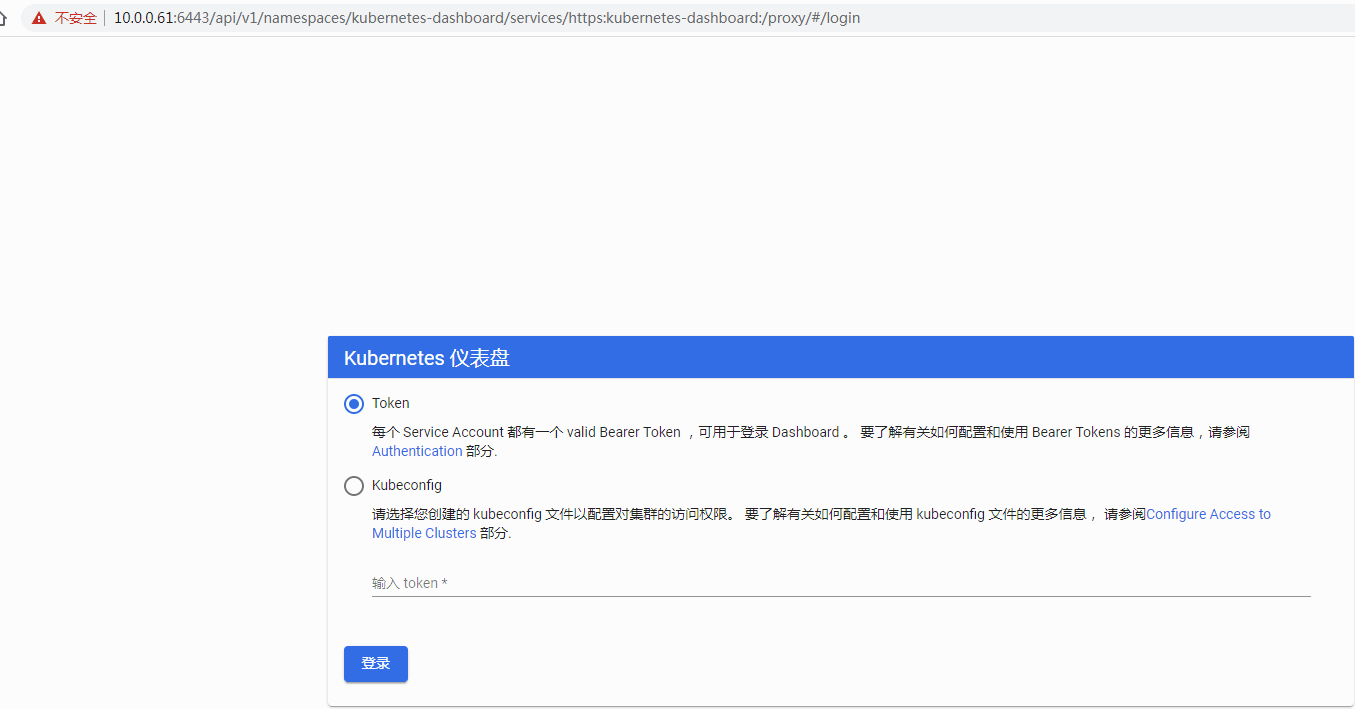 不安全 10.0.0.61:6443/api/v1/namespaces/kubernetes-dashboard/services/https:kubernetes-dashboard:/proxy/#/login
Kubernetes 仪表盘
Token
每个 Service Account 都有一个 valid Bearer Token ，可用于登录 Dashboard 。 要了解有关如何配置和使用 Bearer Tokens 的更多信息，请参阅
Authentication 部分.
Kubeconfig
请选择您创建的 kubeconfig 文件以配置对集群的访问权限。 要了解有关如何配置和使用 kubeconfig 文件的更多信息， 请参阅Configure Access to
Multiple Clusters 部分.
输入 token *
登录